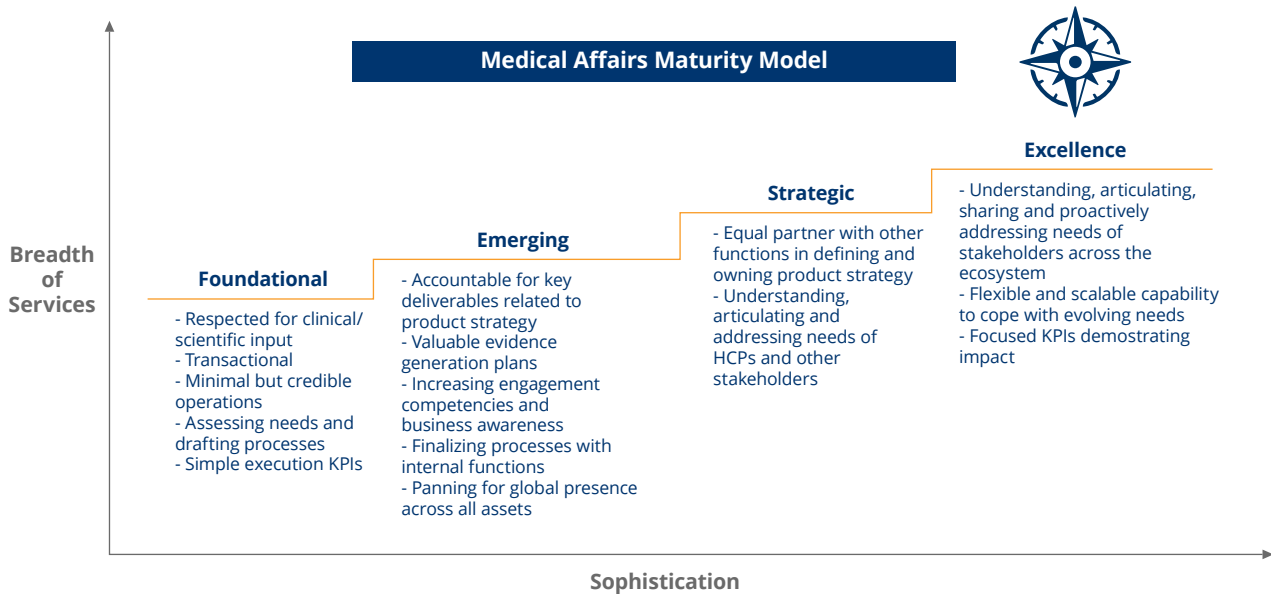 Medical Affairs Maturity Model
Excellence
- Understanding, articulating,
sharing and proactively
addressing needs of
stakeholders across the
ecosystem
- Flexible and scalable capability
to cope with evolving needs
- Focused KPIs demostrating
impact
Strategic
- Equal partner with other
functions in defining and
owning product strategy
- Understanding,
articulating and
addressing needs of
HCPs and other
stakeholders
Emerging
- Accountable for key
deliverables related to
product strategy
- Valuable evidence
generation plans
- Increasing engagement
competencies and
business awareness
- Finalizing processes with
internal functions
- Panning for global presence
across all assets
Foundational
- Respected for clinical/
scientific input
- Transactional
- Minimal but credible
operations
- Assessing needs and
drafting processes
- Simple execution KPIs
Breadth
of
Services
Sophistication